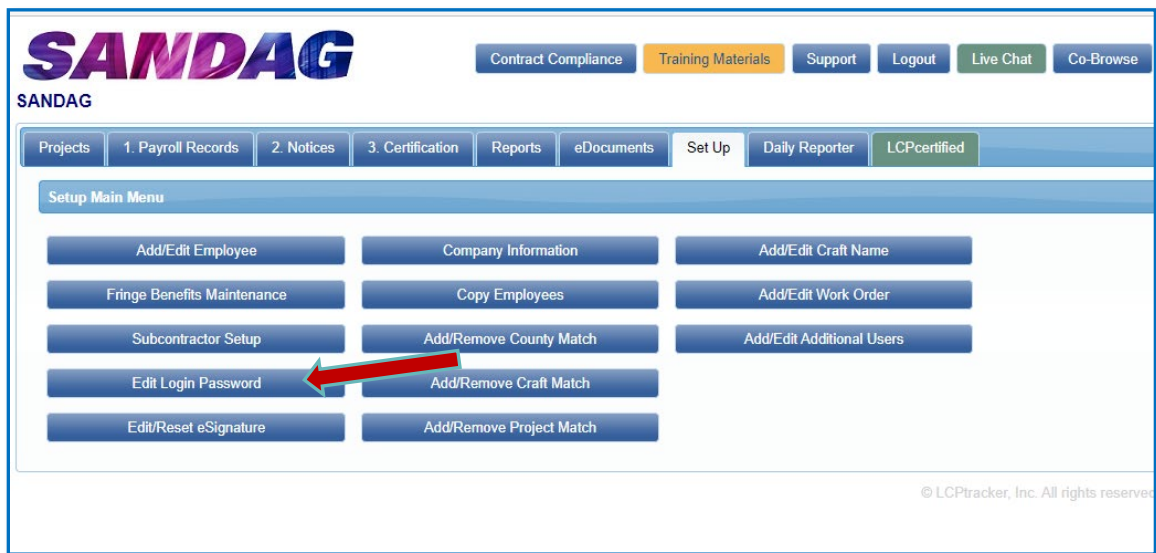 SANDAG
Contract Compliance Training Materials Support Logout Live Chat Co-Browse
SANDAG
Projects 1. Payroll Records 2. Notices 3. Certification Reports eDocuments Set Up Daily Reporter LCPcertified
Setup Main Menu
Add/Edit Employee Company Information Add/Edit Craft Name
Fringe Benefits Maintenance Copy Employees Add/Edit Work Order
Subcontractor Setup Add/Remove County Match Add/Edit Additional Users
Edit Login Password Add/Remove Craft Match
Edit/Reset eSignature Add/Remove Project Match
© LCPtracker, Inc. All rights reserved